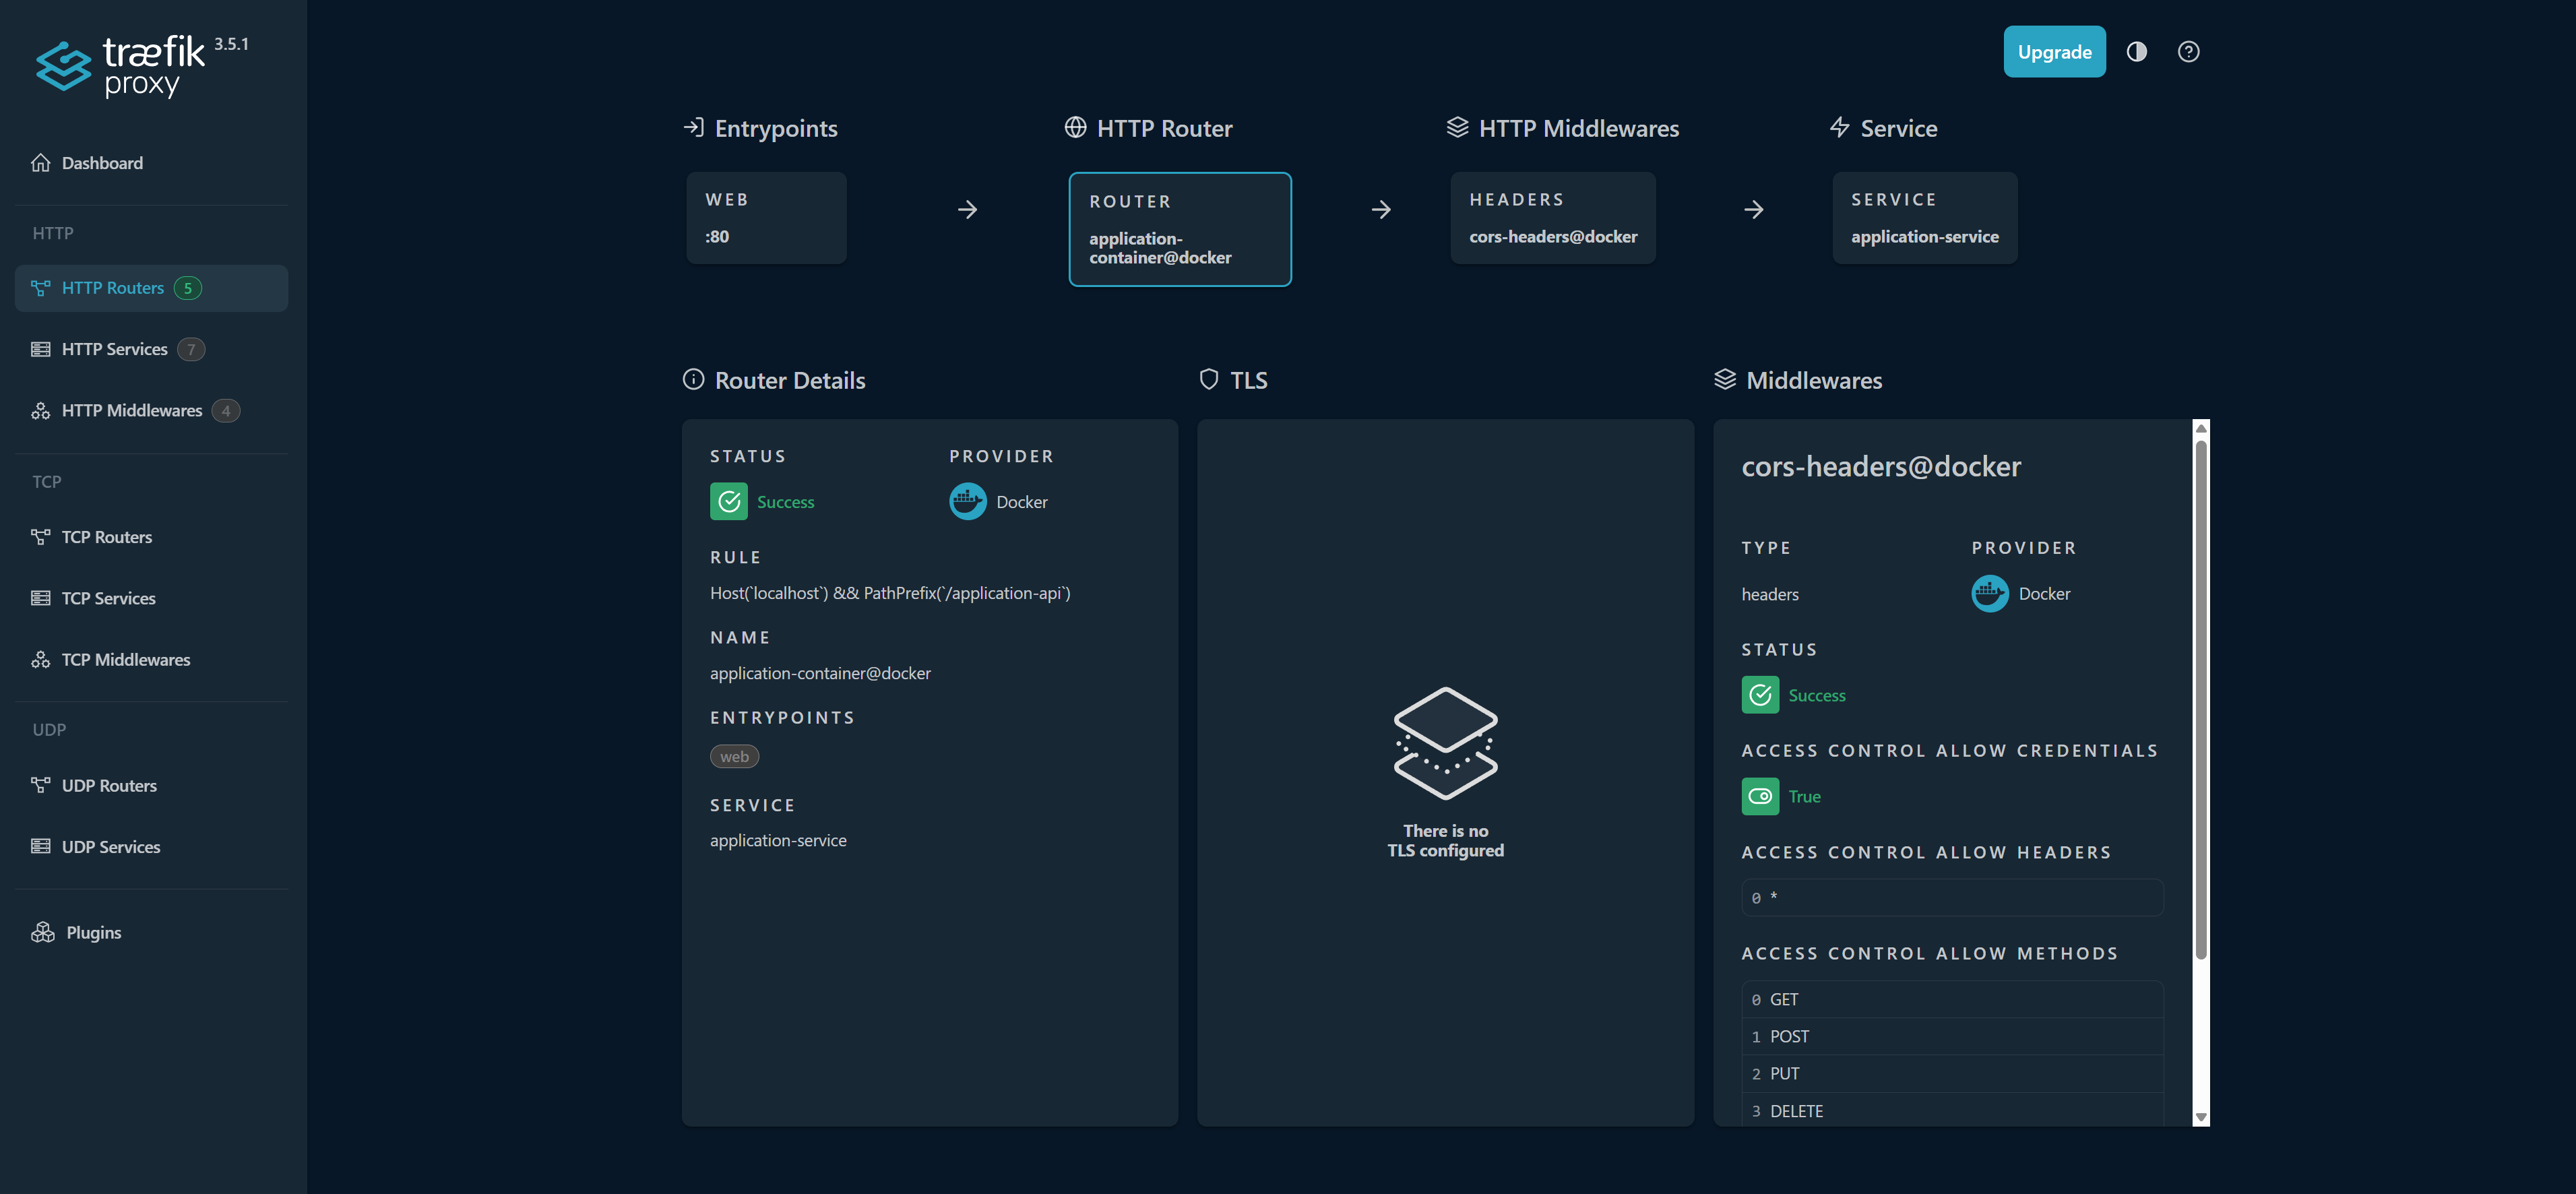 træfik 3.5.1
proxy
Dashboard
HTTP
HTTP Routers 5
HTTP Services 7
HTTP Middlewares 4
TCP
TCP Routers
TCP Services
TCP Middlewares
UDP
UDP Routers
UDP Services
Plugins
Upgrade
Entrypoints
WEB
:80
HTTP Router
ROUTER
application-
container@docker
HTTP Middlewares
HEADERS
cors-headers@docker
Service
SERVICE
application-service
Router Details
STATUS
Success
PROVIDER
Docker
RULE
Host(`localhost`) && PathPrefix(`/application-api`)
NAME
application-container@docker
ENTRYPOINTS
web
SERVICE
application-service
TLS
There is no
TLS configured
Middlewares
cors-headers@docker
TYPE
headers
PROVIDER
Docker
STATUS
Success
ACCESS CONTROL ALLOW CREDENTIALS
True
ACCESS CONTROL ALLOW HEADERS
0 *
ACCESS CONTROL ALLOW METHODS
0 GET
1 POST
2 PUT
3 DELETE